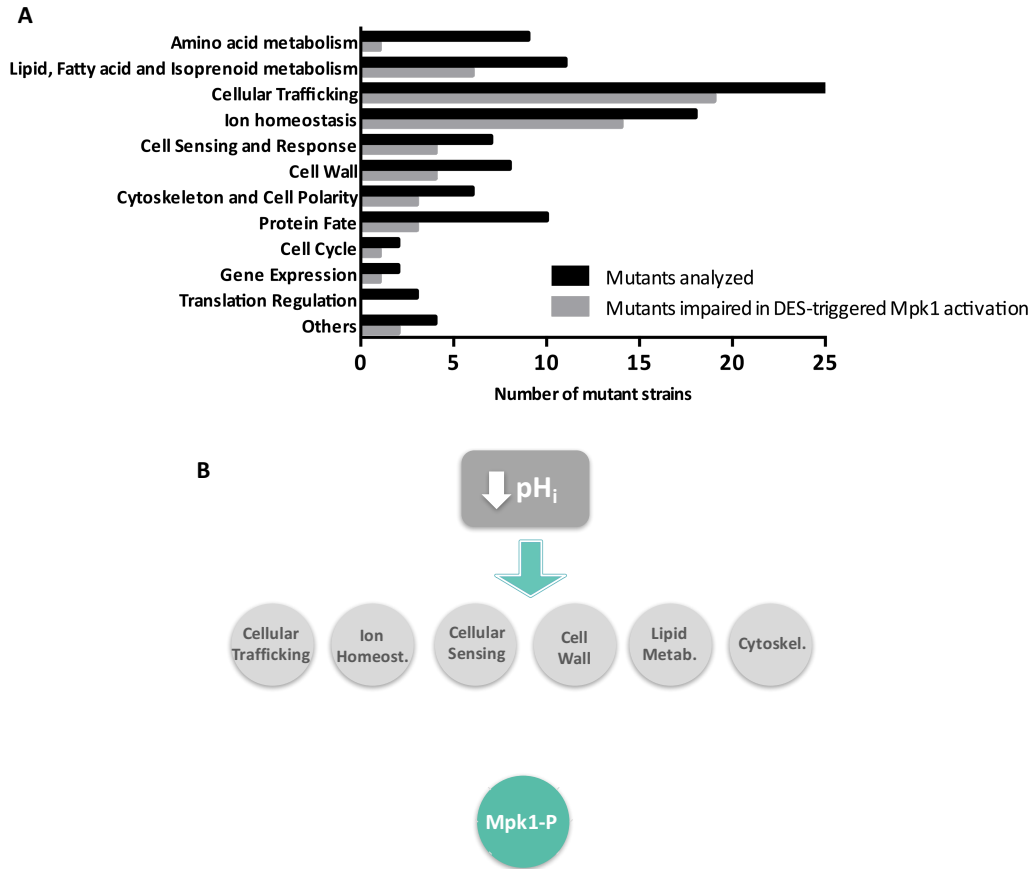 A
Amino acid metabolism
Lipid, Fatty acid and Isoprenoid metabolism
Cellular Trafficking
Ion homeostasis
Cell Sensing and Response
Cell Wall
Cytoskeleton and Cell Polarity
Protein Fate
Cell Cycle
Gene Expression
Translation Regulation
Others
Mutants analyzed
Mutants impaired in DES-triggered Mpk1 activation
0 5 10 15 20 25
Number of mutant strains
B
pHi
Cellular
Trafficking
Ion
Homeost.
Cellular
Sensing
Cell
Wall
Lipid
Metab.
Cytoskel.
Mpk1-P